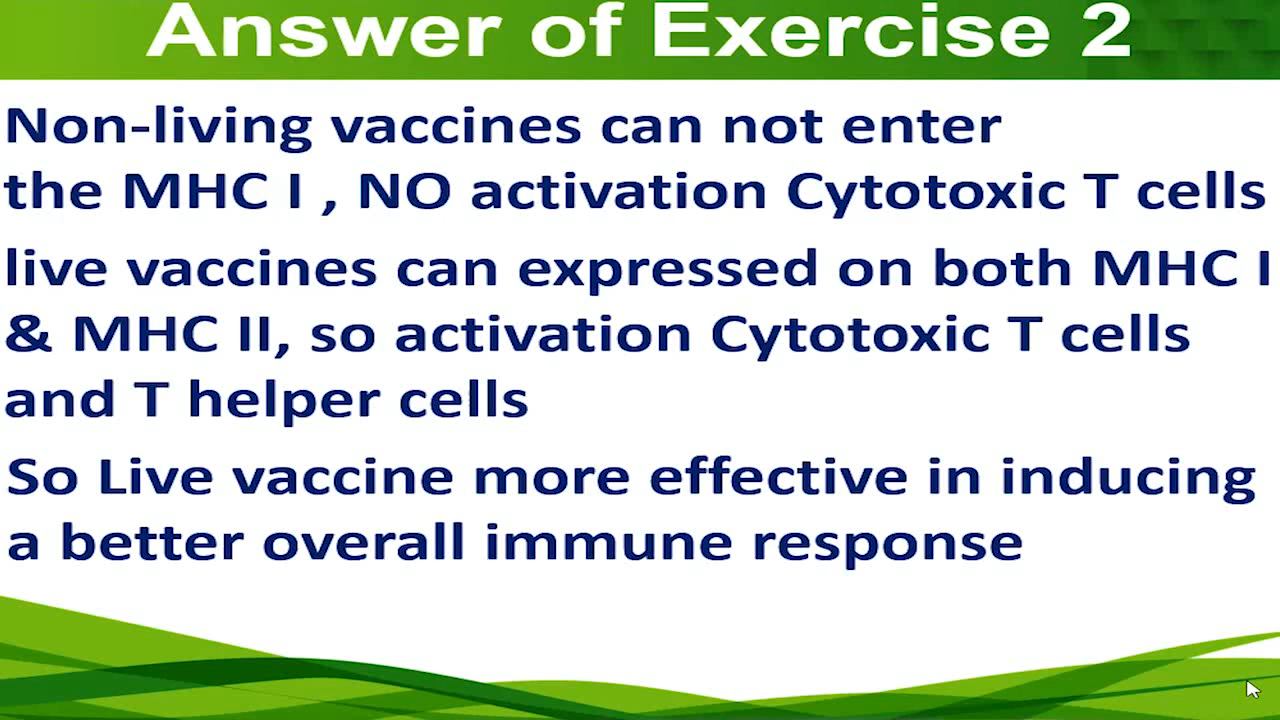 Answer of Exercise 2
Non-living vaccines can not enter
the MHC I , NO activation Cytotoxic T cells
live vaccines can expressed on both MHC I
& MHC II, so activation Cytotoxic T cells
and T helper cells
So Live vaccine more effective in inducing
a better overall immune response